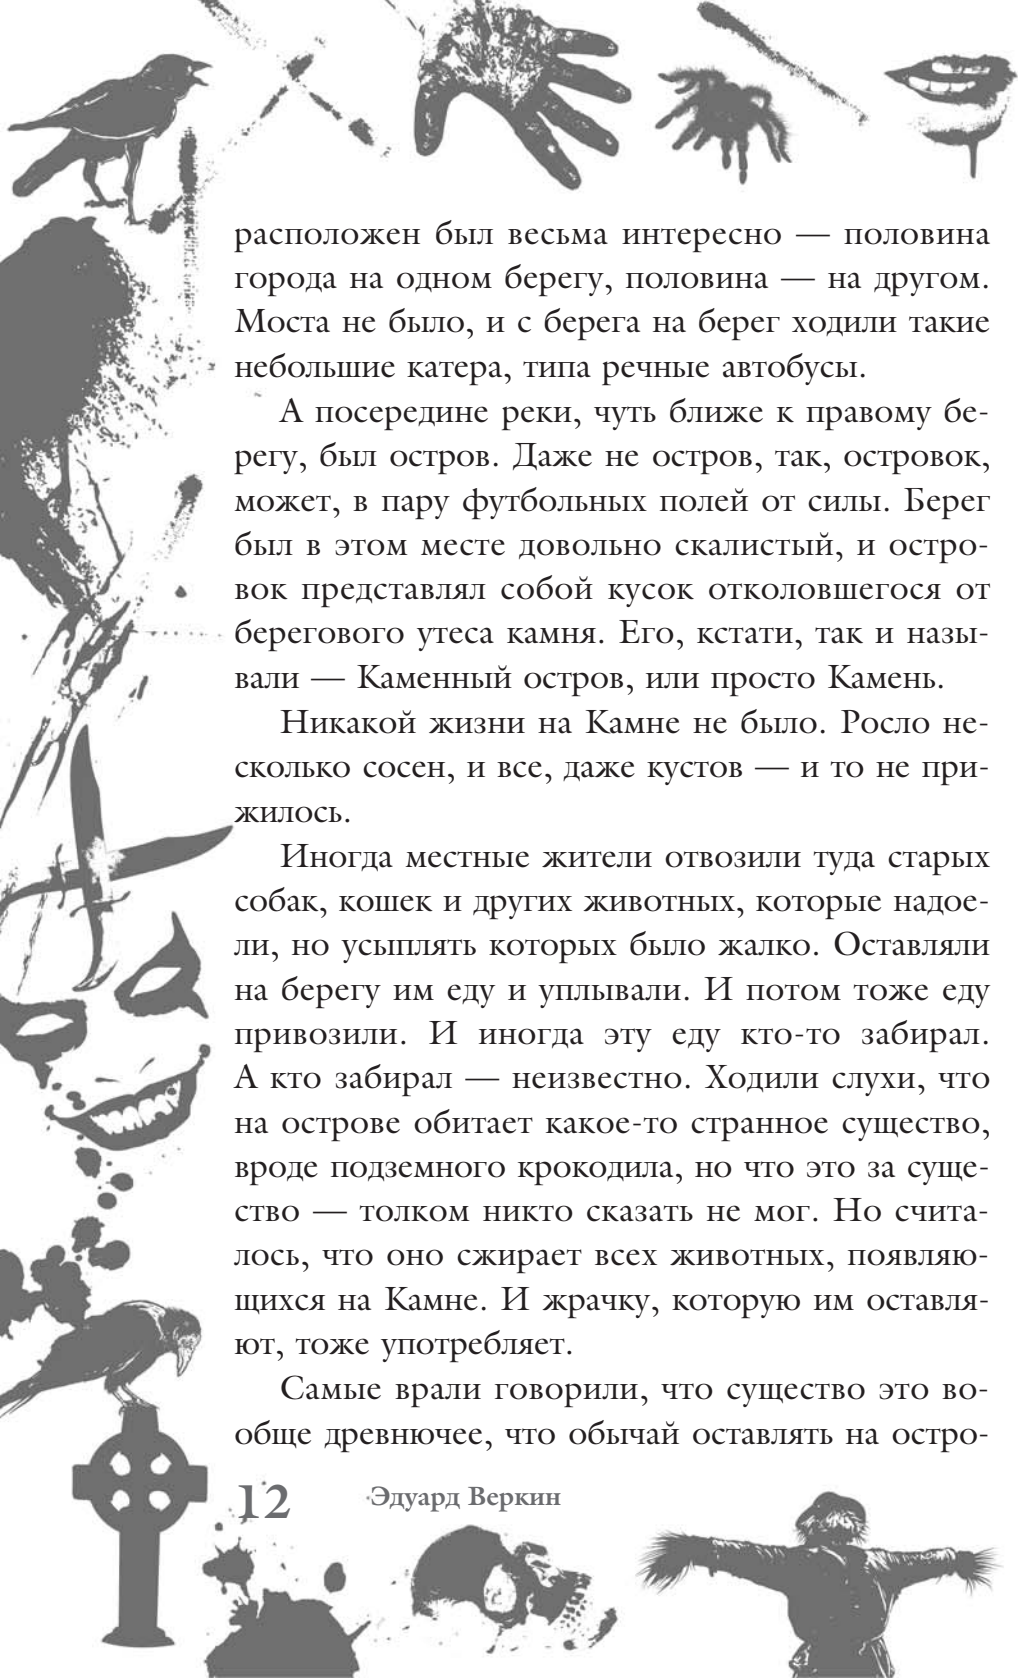 расположен был весьма интересно — половина
города на одном берегу, половина — на другом.
Моста не было, и с берега на берег ходили такие
небольшие катера, типа речные автобусы.
А посередине реки, чуть ближе к правому бе-
регу, был остров. Даже не остров, так, островок,
может, в пару футбольных полей от силы. Берег
был в этом месте довольно скалистый, и остро-
вок представлял собой кусок отколовшегося от
берегового утеса камня. Его, кстати, так и назы-
вали — Каменный остров, или просто Камень.
Никакой жизни на Камне не было. Росло не-
сколько сосен, и все, даже кустов — и то не при-
жилось.
Иногда местные жители отвозили туда старых
собак, кошек и других животных, которые надое-
ли, но усыплять которых было жалко. Оставляли
на берегу им еду и уплывали. И потом тоже еду
привозили. И иногда эту еду кто-то забирал.
А кто забирал — неизвестно. Ходили слухи, что
на острове обитает какое-то странное существо,
вроде подземного крокодила, но что это за суще-
ство — толком никто сказать не мог. Но счита-
лось, что оно сжирает всех животных, появляю-
щихся на Камне. И жрачку, которую им оставля-
ют, тоже употребляет.
Самые врали говорили, что существо это во-
обще древнючее, что обычай оставлять на остро-
12 Эдуард Веркин